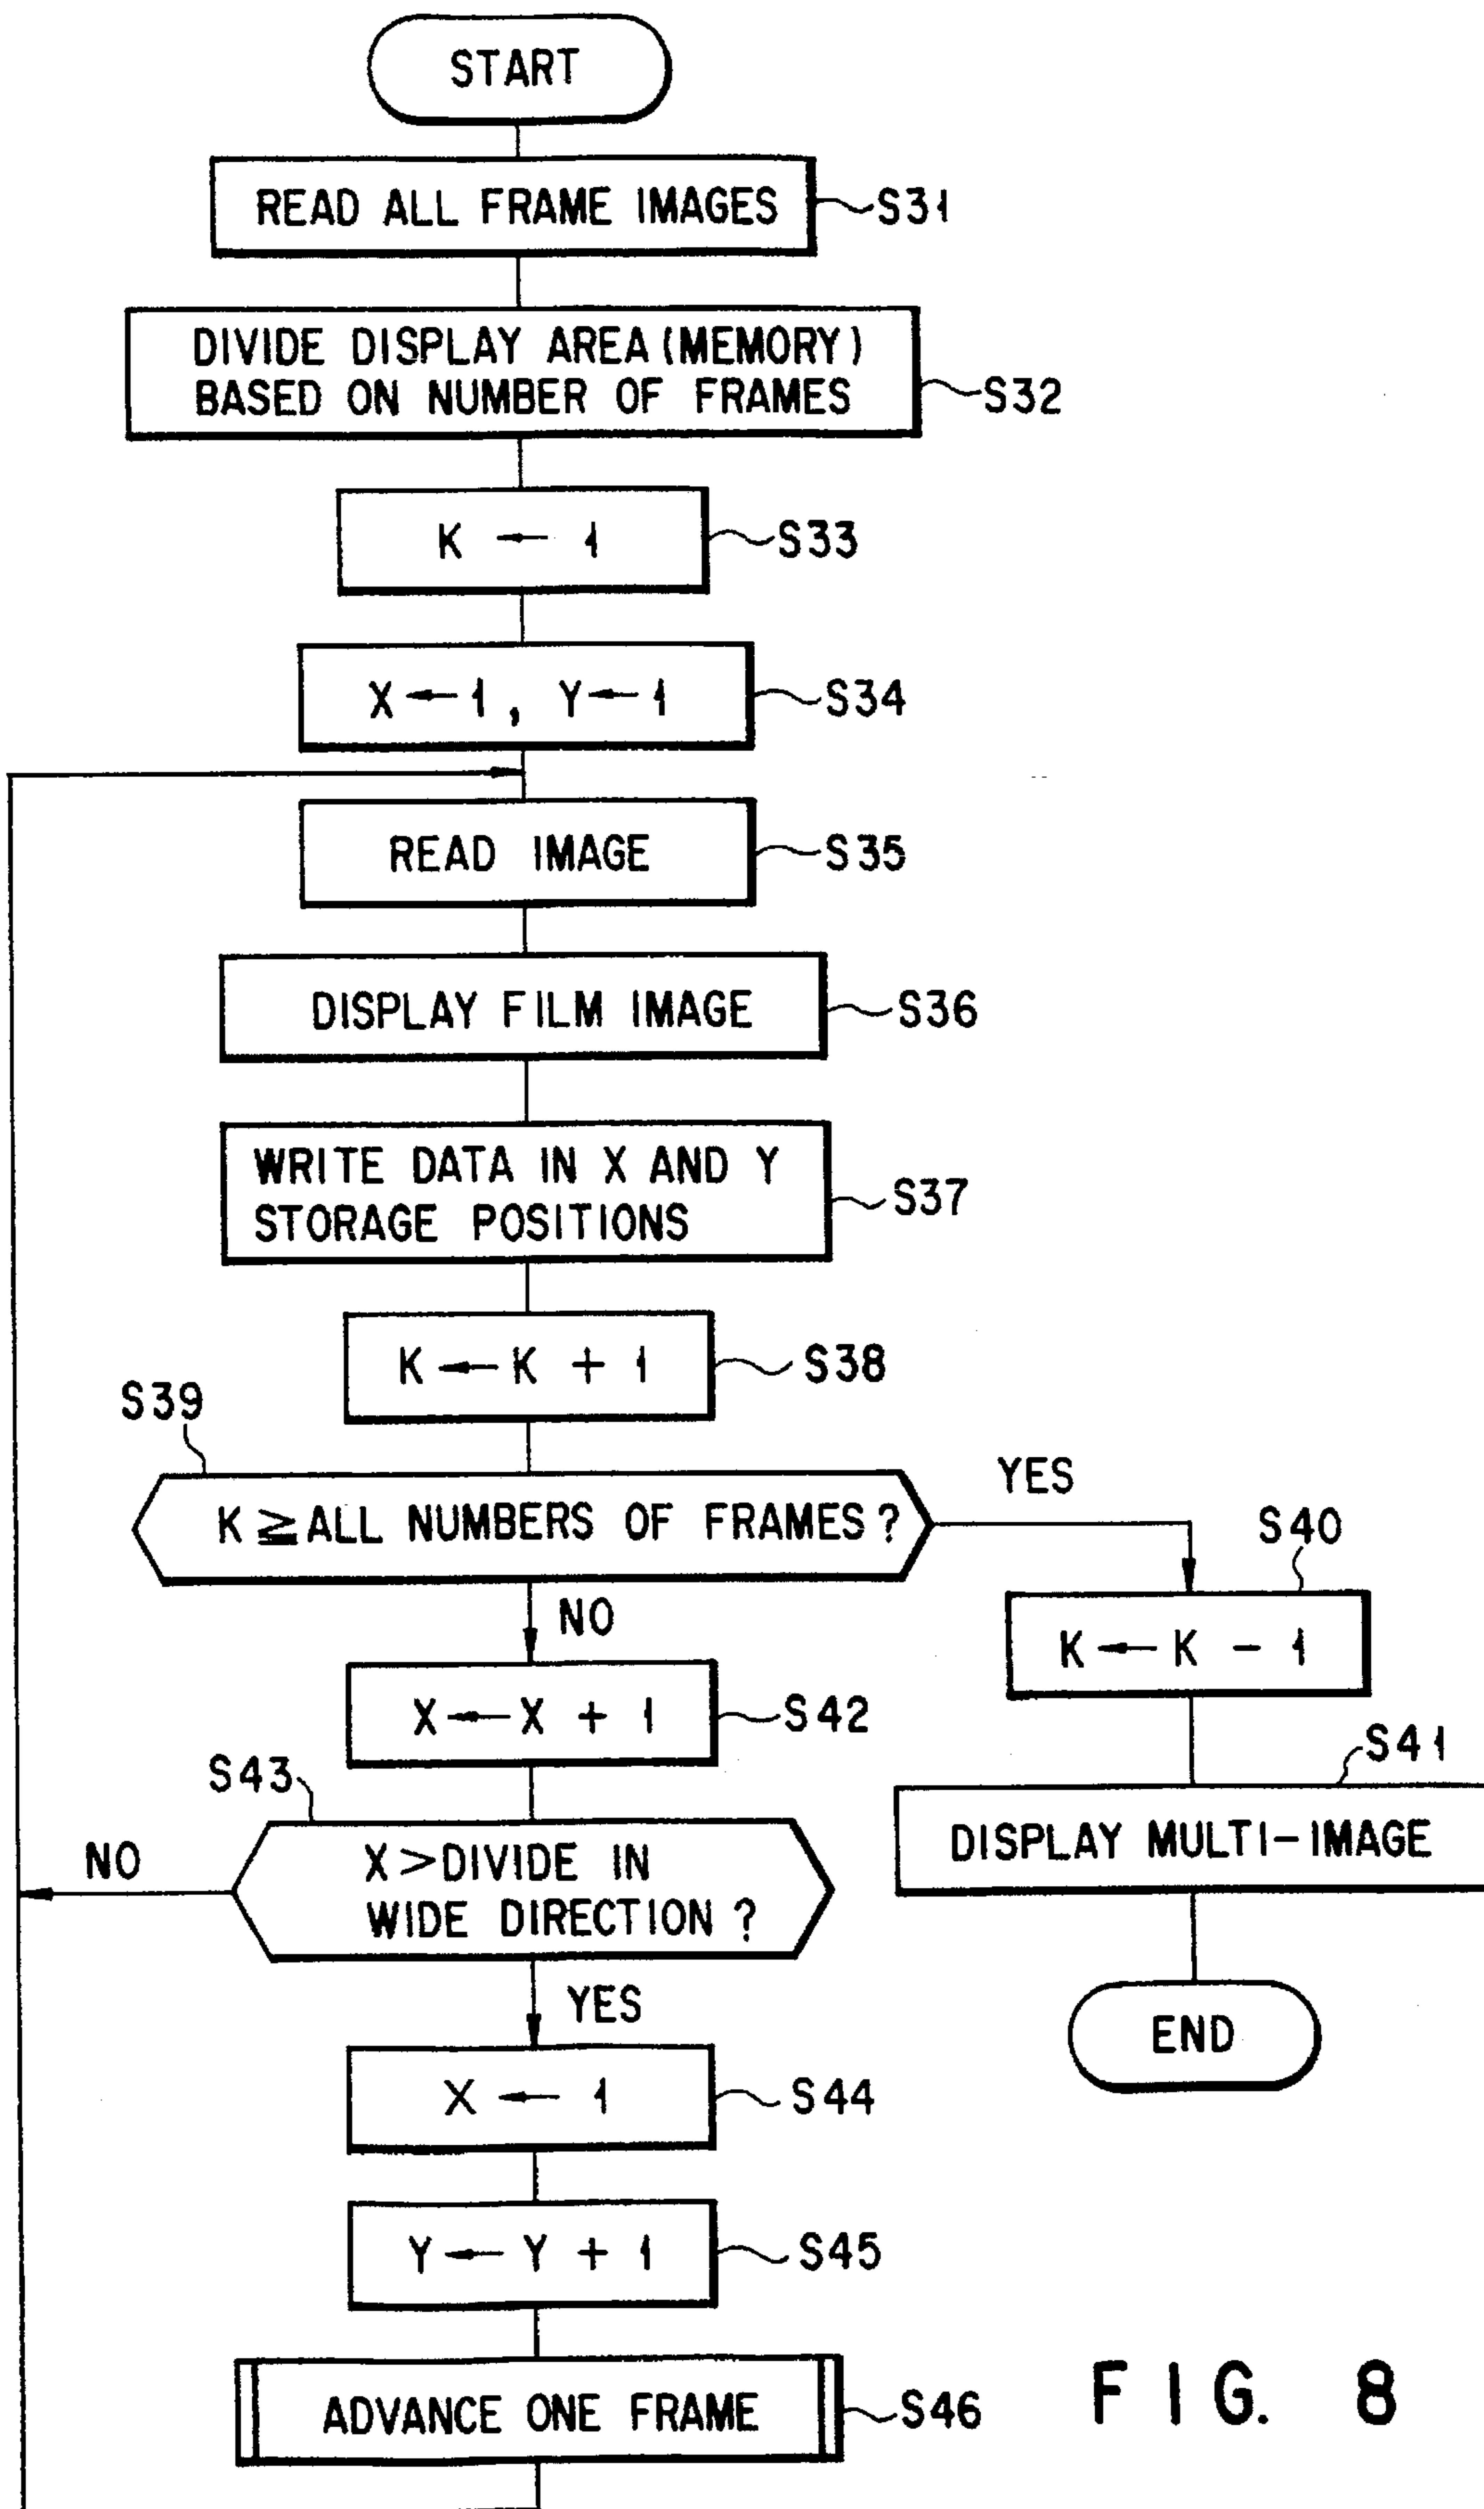 START
READ ALL FRAME IMAGES
S31
DIVIDE DISPLAY AREA (MEMORY)
BASED ON NUMBER OF FRAMES
S32
K ← 1
S33
X ← 1, Y ← 1
S34
READ IMAGE
S35
DISPLAY FILM IMAGE
S36
WRITE DATA IN X AND Y
STORAGE POSITIONS
S37
K ← K + 1
S38
S39
K ≧ ALL NUMBERS OF FRAMES?
YES
NO
S40
K ← K - 1
X ← X + 1
S42
S41
DISPLAY MULTI-IMAGE
S43
X > DIVIDE IN
WIDE DIRECTION?
NO
YES
END
X ← 1
S44
Y ← Y + 1
S45
ADVANCE ONE FRAME
S46
FIG. 8